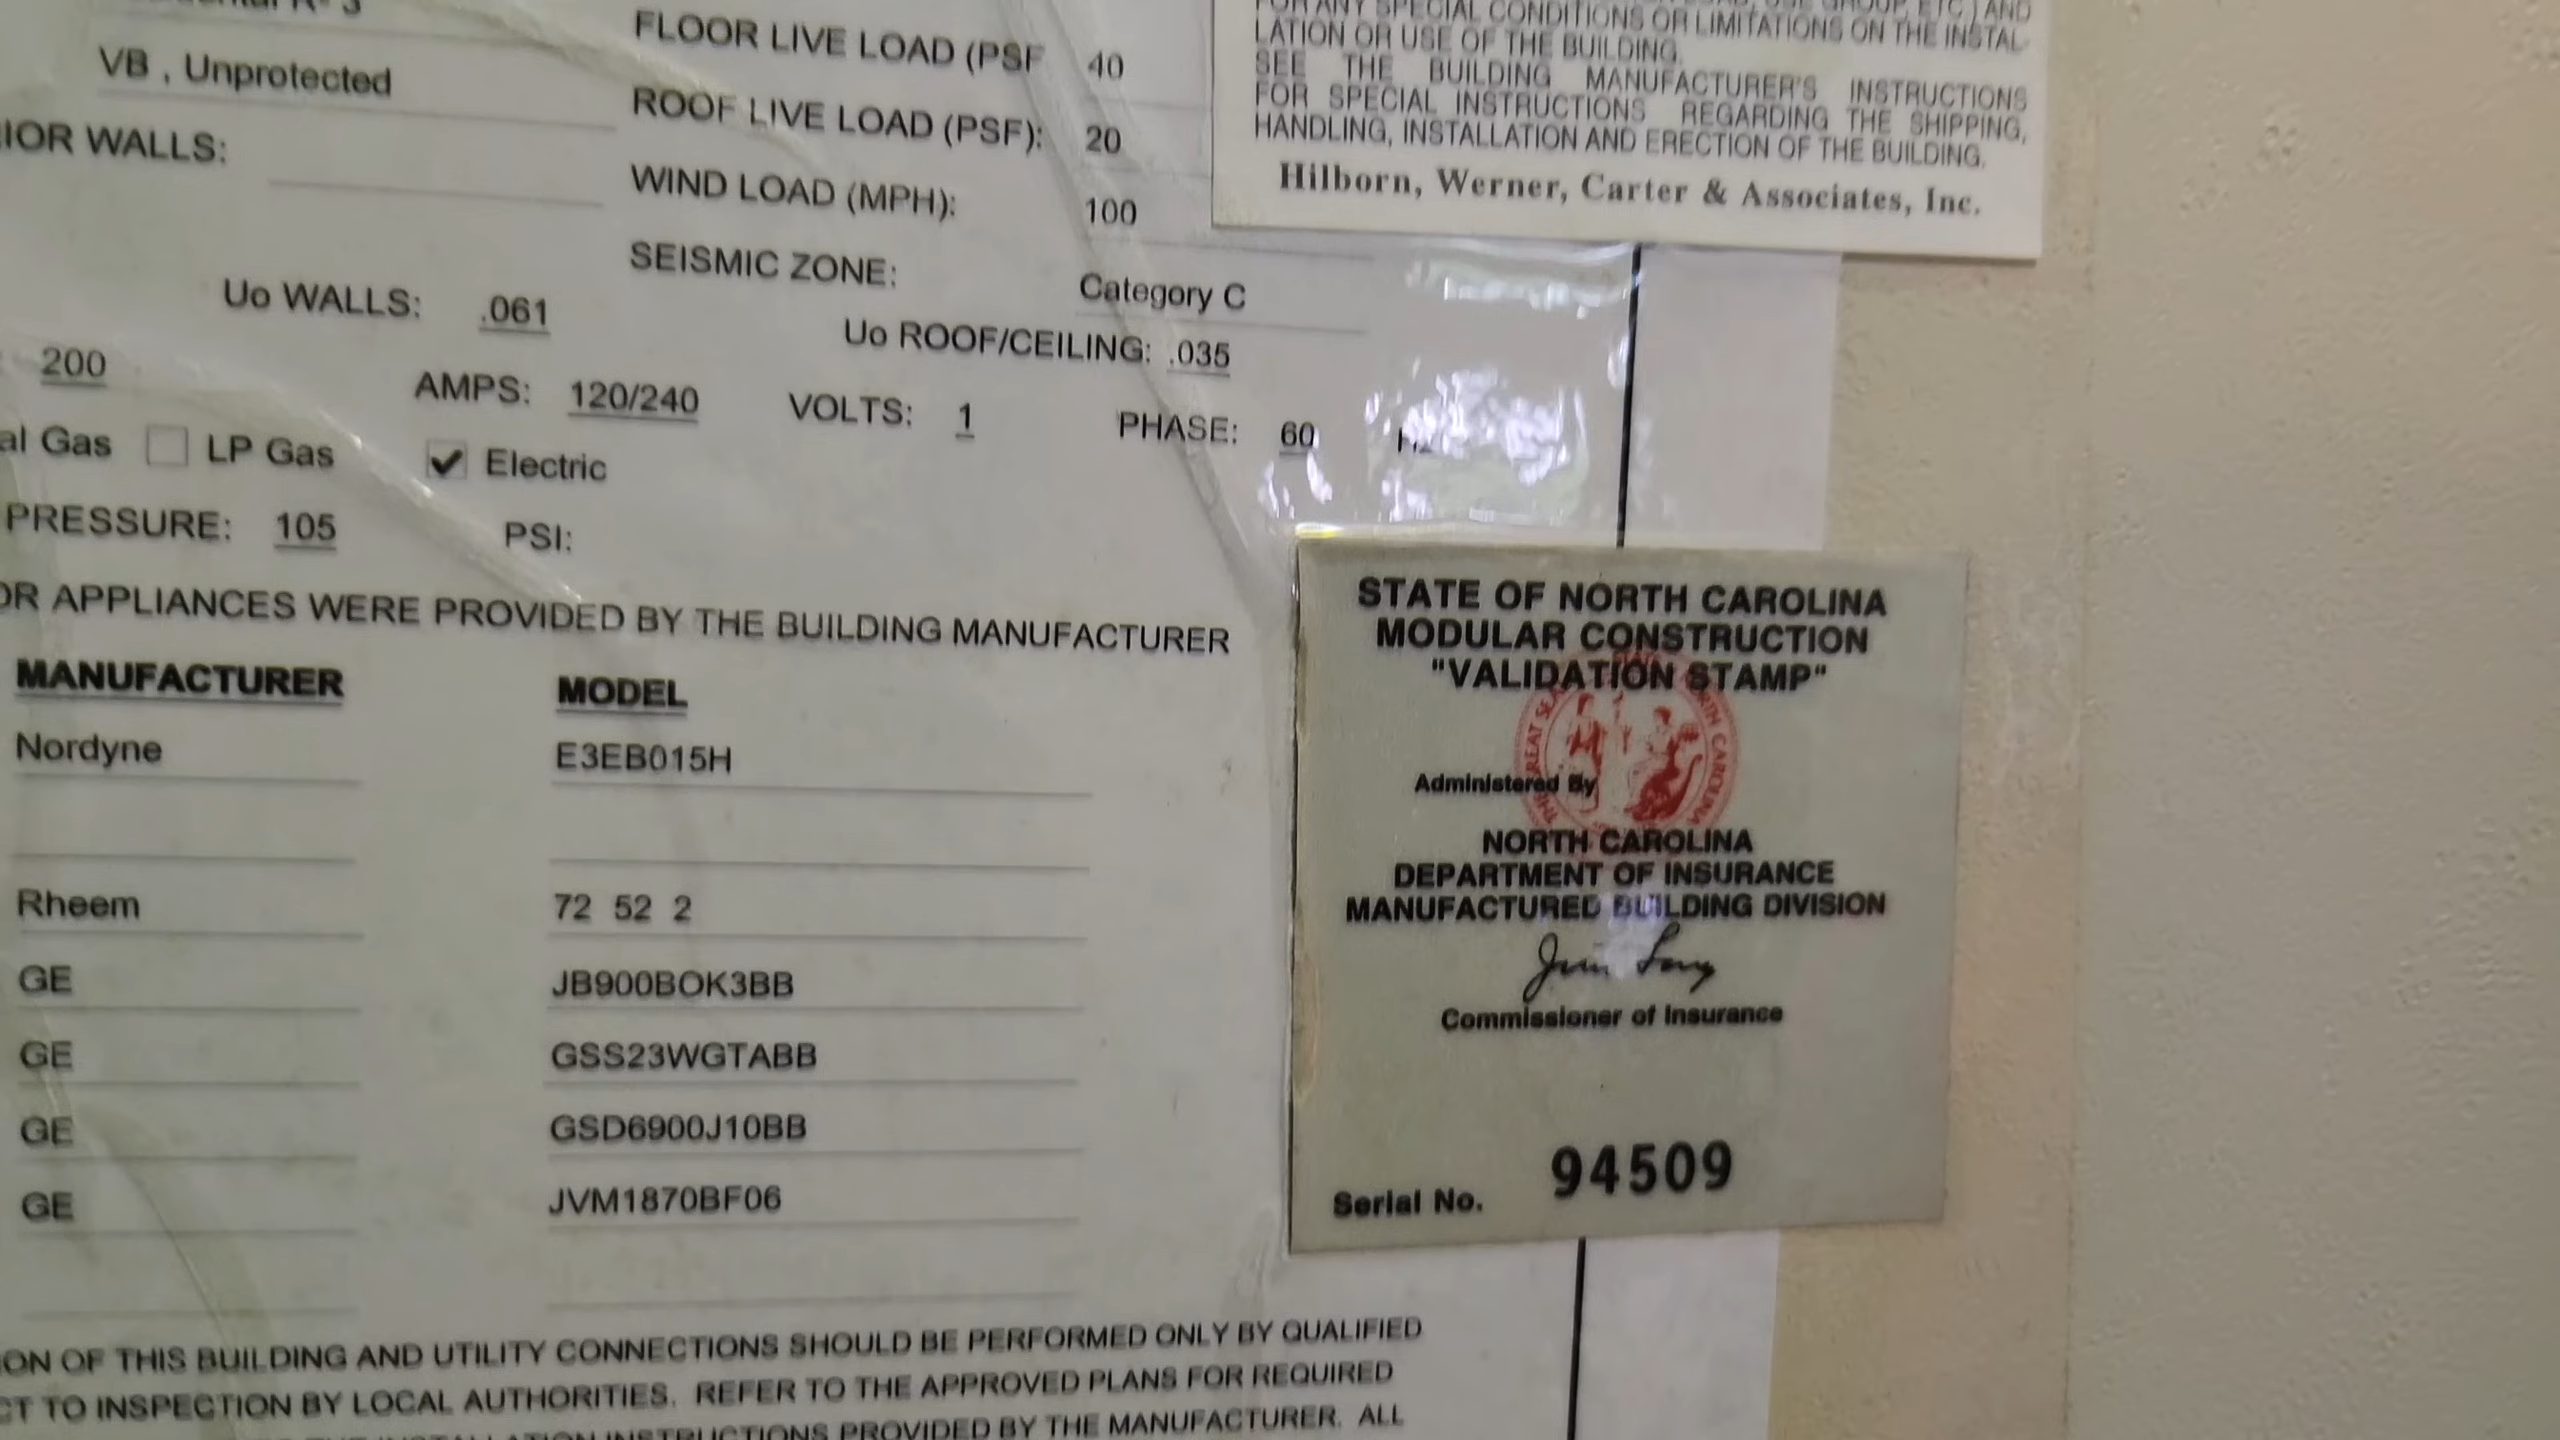 FLOOR LIVE LOAD (PSF 40
VB , Unprotected
ROOF LIVE LOAD (PSF): 20
IOR WALLS:
WIND LOAD (MPH): 100
SEISMIC ZONE: Category C
Uo WALLS: .061
Uo ROOF/CEILING: .035
200 AMPS: 120/240 VOLTS: 1 PHASE: 60
al Gas LP Gas ✔ Electric
PRESSURE: 105 PSI:
OR APPLIANCES WERE PROVIDED BY THE BUILDING MANUFACTURER
MANUFACTURER MODEL
Nordyne E3EB015H
Rheem 72 52 2
GE JB900BOK3BB
GE GSS23WGTABB
GE GSD6900J10BB
GE JVM1870BF06
ON OF THIS BUILDING AND UTILITY CONNECTIONS SHOULD BE PERFORMED ONLY BY QUALIFIED
CT TO INSPECTION BY LOCAL AUTHORITIES. REFER TO THE APPROVED PLANS FOR REQUIRED
INSTRUCTIONS PROVIDED BY THE MANUFACTURER. ALL
FOR ANY SPECIAL CONDITIONS OR LIMITATIONS ON THE INSTAL-
LATION OR USE OF THE BUILDING.
SEE THE BUILDING MANUFACTURER'S INSTRUCTIONS
FOR SPECIAL INSTRUCTIONS REGARDING THE SHIPPING,
HANDLING, INSTALLATION AND ERECTION OF THE BUILDING.
Hilborn, Werner, Carter & Associates, Inc.
STATE OF NORTH CAROLINA
MODULAR CONSTRUCTION
"VALIDATION STAMP"
Administered By
NORTH CAROLINA
DEPARTMENT OF INSURANCE
MANUFACTURED BUILDING DIVISION
Jim Long
Commissioner of Insurance
Serial No. 94509